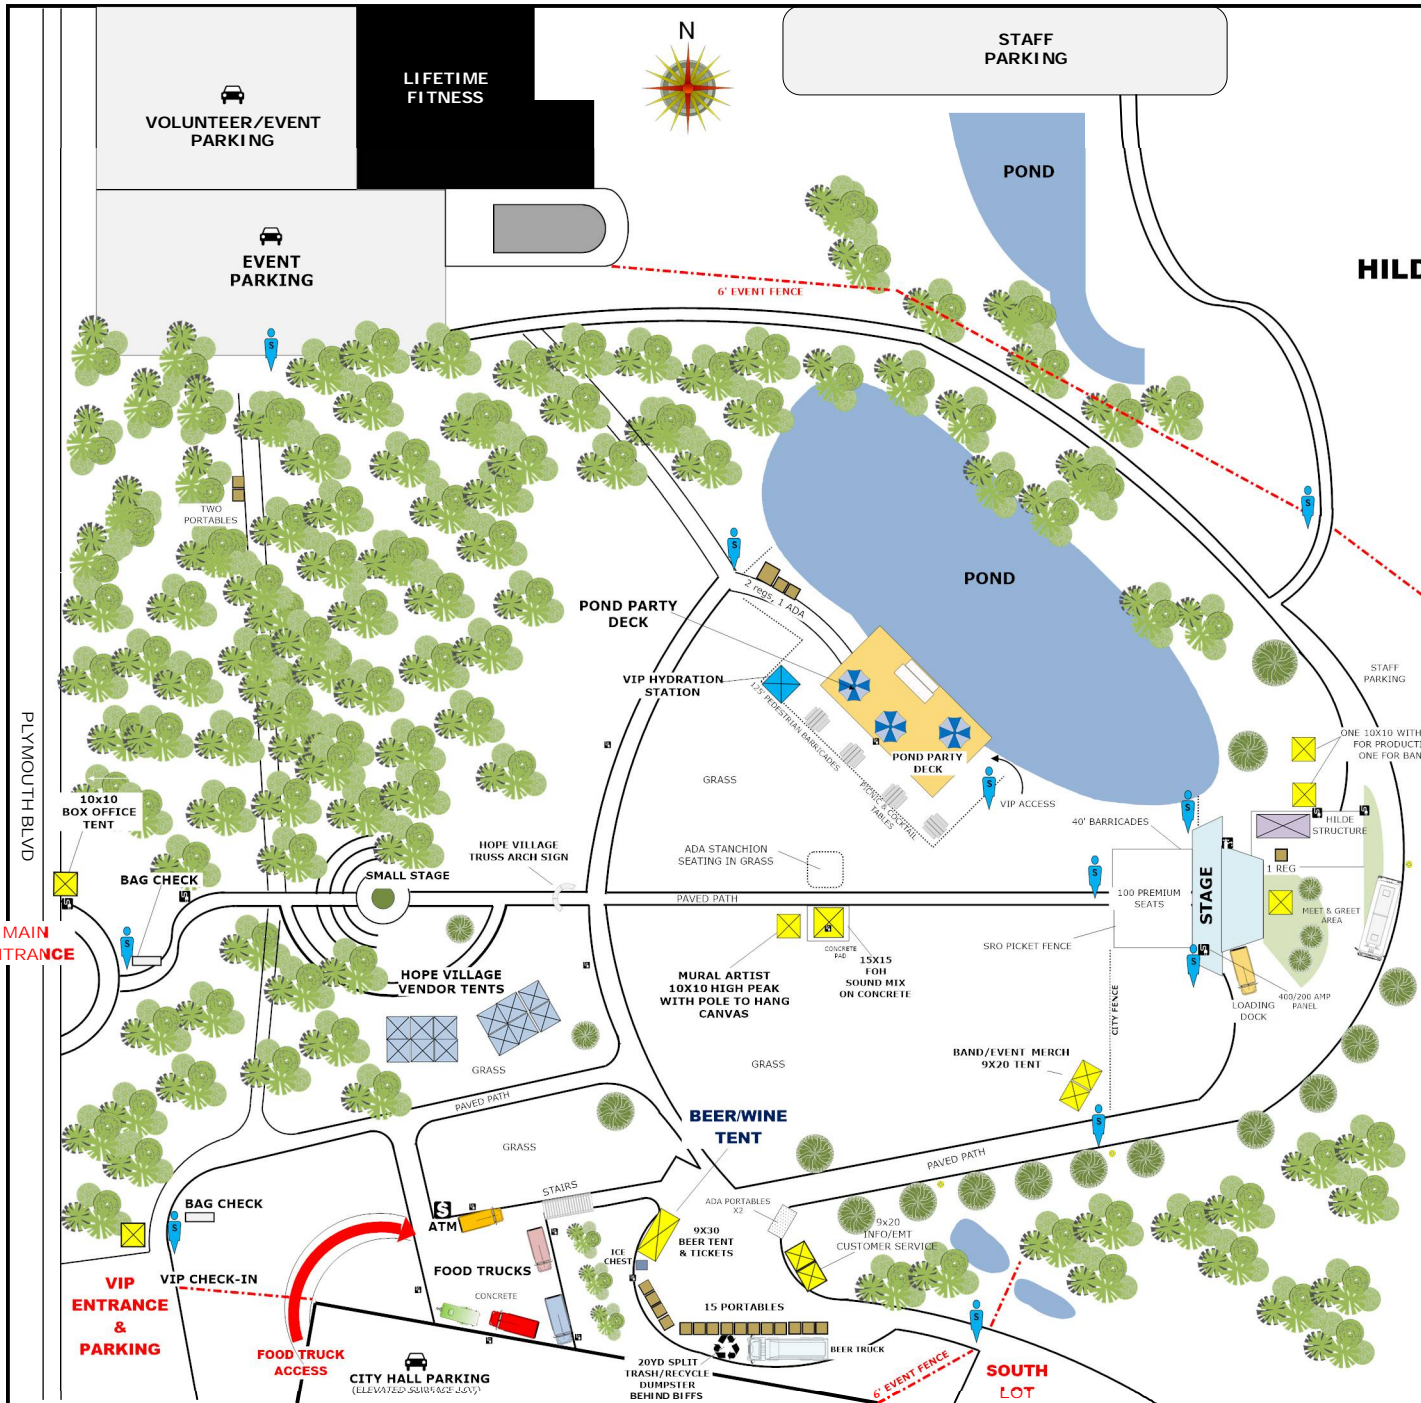 N
STAFF
PARKING
LIFETIME
FITNESS
VOLUNTEER/EVENT
PARKING
POND
EVENT
PARKING
HILD
6' EVENT FENCE
TWO
PORTABLES
POND
2 regs, 1 ADA
POND PARTY
DECK
VIP HYDRATION
STATION
125' PEDESTRIAN BARRICADES
STAFF
PARKING
PLYMOUTH BLVD
ONE 10X10 WITH
FOR PRODUCTI
ONE FOR BAN
POND PARTY
DECK
GRASS
PICNIC & COCKTAIL
TABLES
VIP ACCESS
10x10
BOX OFFICE
TENT
40' BARRICADES
HILDE
STRUCTURE
HOPE VILLAGE
TRUSS ARCH SIGN
ADA STANCHION
SEATING IN GRASS
1 REG
SMALL STAGE
BAG CHECK
PAVED PATH
100 PREMIUM
SEATS
STAGE
MEET & GREET
AREA
MAIN
NTRANCE
SRO PICKET FENCE
CONCRETE
PAD
15X15
FOH
SOUND MIX
ON CONCRETE
HOPE VILLAGE
VENDOR TENTS
MURAL ARTIST
10X10 HIGH PEAK
WITH POLE TO HANG
CANVAS
400/200 AMP
PANEL
LOADING
DOCK
CITY FENCE
BAND/EVENT MERCH
9X20 TENT
GRASS
GRASS
PAVED PATH
BEER/WINE
TENT
GRASS
PAVED PATH
STAIRS
BAG CHECK
S
ATM
ADA PORTABLES
X2
9X30
BEER TENT
& TICKETS
9x20
INFO/EMT
CUSTOMER SERVICE
ICE
CHEST
FOOD TRUCKS
VIP CHECK-IN
VIP
ENTRANCE
&
PARKING
CONCRETE
15 PORTABLES
FOOD TRUCK
ACCESS
CITY HALL PARKING
(ELEVATED SURFACE LOT)
BEER TRUCK
20YD SPLIT
TRASH/RECYCLE
DUMPSTER
BEHIND BIFFS
6' EVENT FENCE
SOUTH
LOT